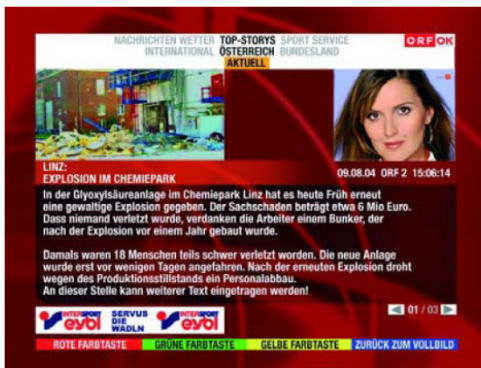 NACHRICHTEN WETTER TOP-STORYS SPORT SERVICE
ORF OK
INTERNATIONAL ÖSTERREICH BUNDESLAND
AKTUELL
LINZ:
EXPLOSION IM CHEMIEPARK
09.08.04 ORF 2 15:06:14
In der Glyoxylsäureanlage im Chemiepark Linz hat es heute Früh erneut
eine gewaltige Explosion gegeben. Der Sachschaden beträgt etwa 6 Mio Euro.
Dass niemand verletzt wurde, verdanken die Arbeiter einem Bunker, der
nach der Explosion vor einem Jahr gebaut wurde.
Damals waren 18 Menschen teils schwer verletzt worden. Die neue Anlage
wurde erst vor wenigen Tagen angefahren. Nach der erneuten Explosion droht
wegen des Produktionsstillstands ein Personalabbau.
An dieser Stelle kann weiterer Text eingetragen werden!
01 / 03
INTERSPORT
eybl
SERVUS
DIE
WADLN
INTERSPORT
eybl
ROTE FARBTASTE GRÜNE FARBTASTE GELBE FARBTASTE ZURÜCK ZUM VOLLBILD